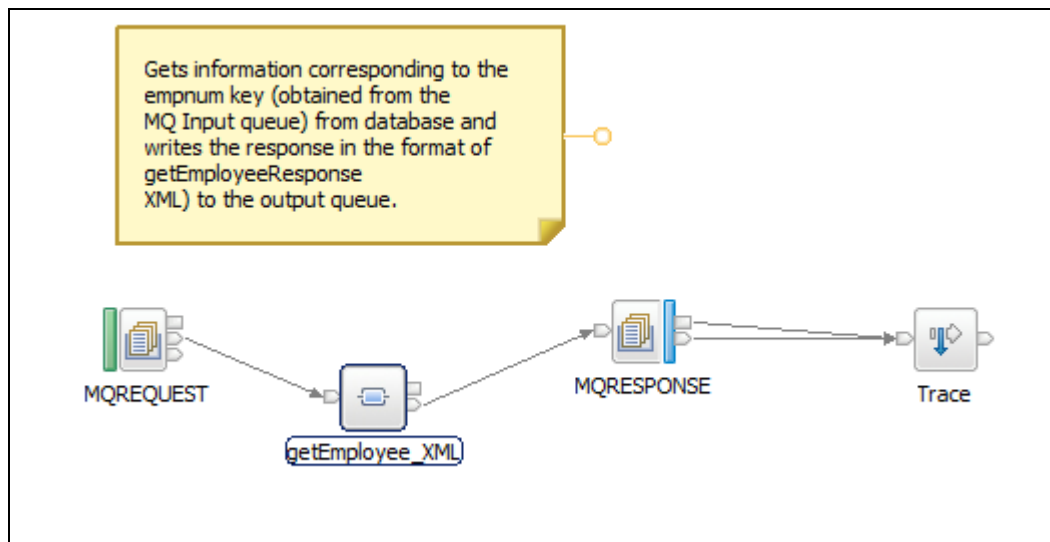 Gets information corresponding to the
empnum key (obtained from the
MQ Input queue) from database and
writes the response in the format of
getEmployeeResponse
XML) to the output queue.
MQREQUEST
getEmployee_XML
MQRESPONSE
Trace